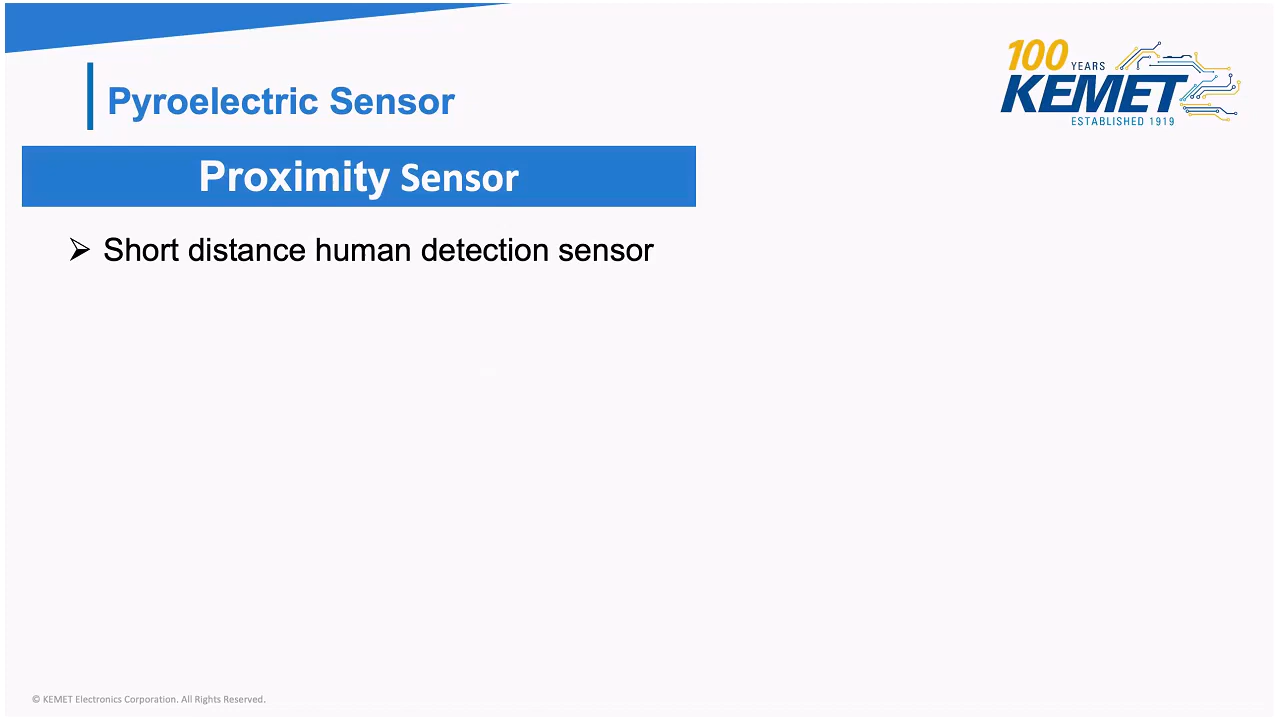 100 YEARS
KEMET
ESTABLISHED 1919
Pyroelectric Sensor
Proximity Sensor
➢ Short distance human detection sensor
© KEMET Electronics Corporation. All Rights Reserved.